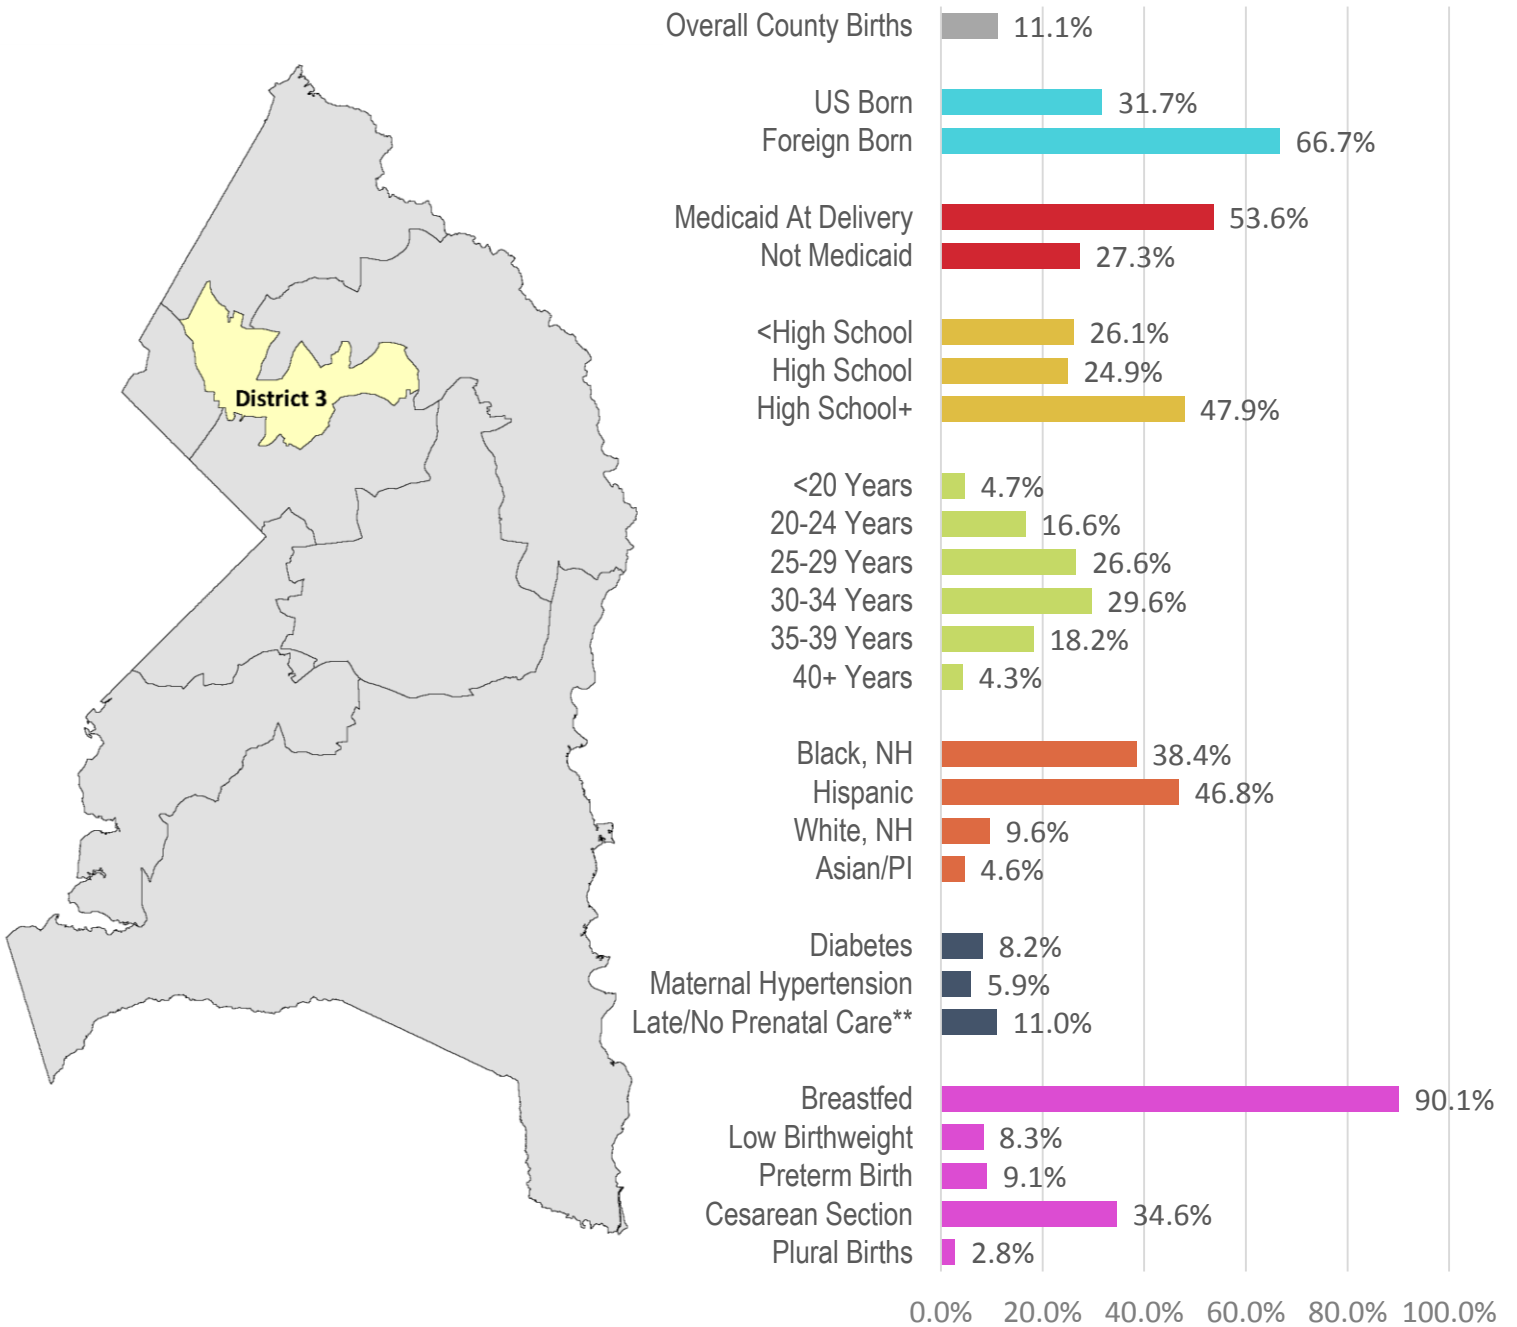 Overall County Births 11.1%
US Born 31.7%
Foreign Born 66.7%
Medicaid At Delivery 53.6%
Not Medicaid 27.3%
<High School 26.1%
High School 24.9%
High School+ 47.9%
<20 Years 4.7%
20-24 Years 16.6%
25-29 Years 26.6%
30-34 Years 29.6%
35-39 Years 18.2%
40+ Years 4.3%
Black, NH 38.4%
Hispanic 46.8%
White, NH 9.6%
Asian/PI 4.6%
Diabetes 8.2%
Maternal Hypertension 5.9%
Late/No Prenatal Care** 11.0%
Breastfed 90.1%
Low Birthweight 8.3%
Preterm Birth 9.1%
Cesarean Section 34.6%
Plural Births 2.8%
0.0% 20.0% 40.0% 60.0% 80.0% 100.0%
District 3